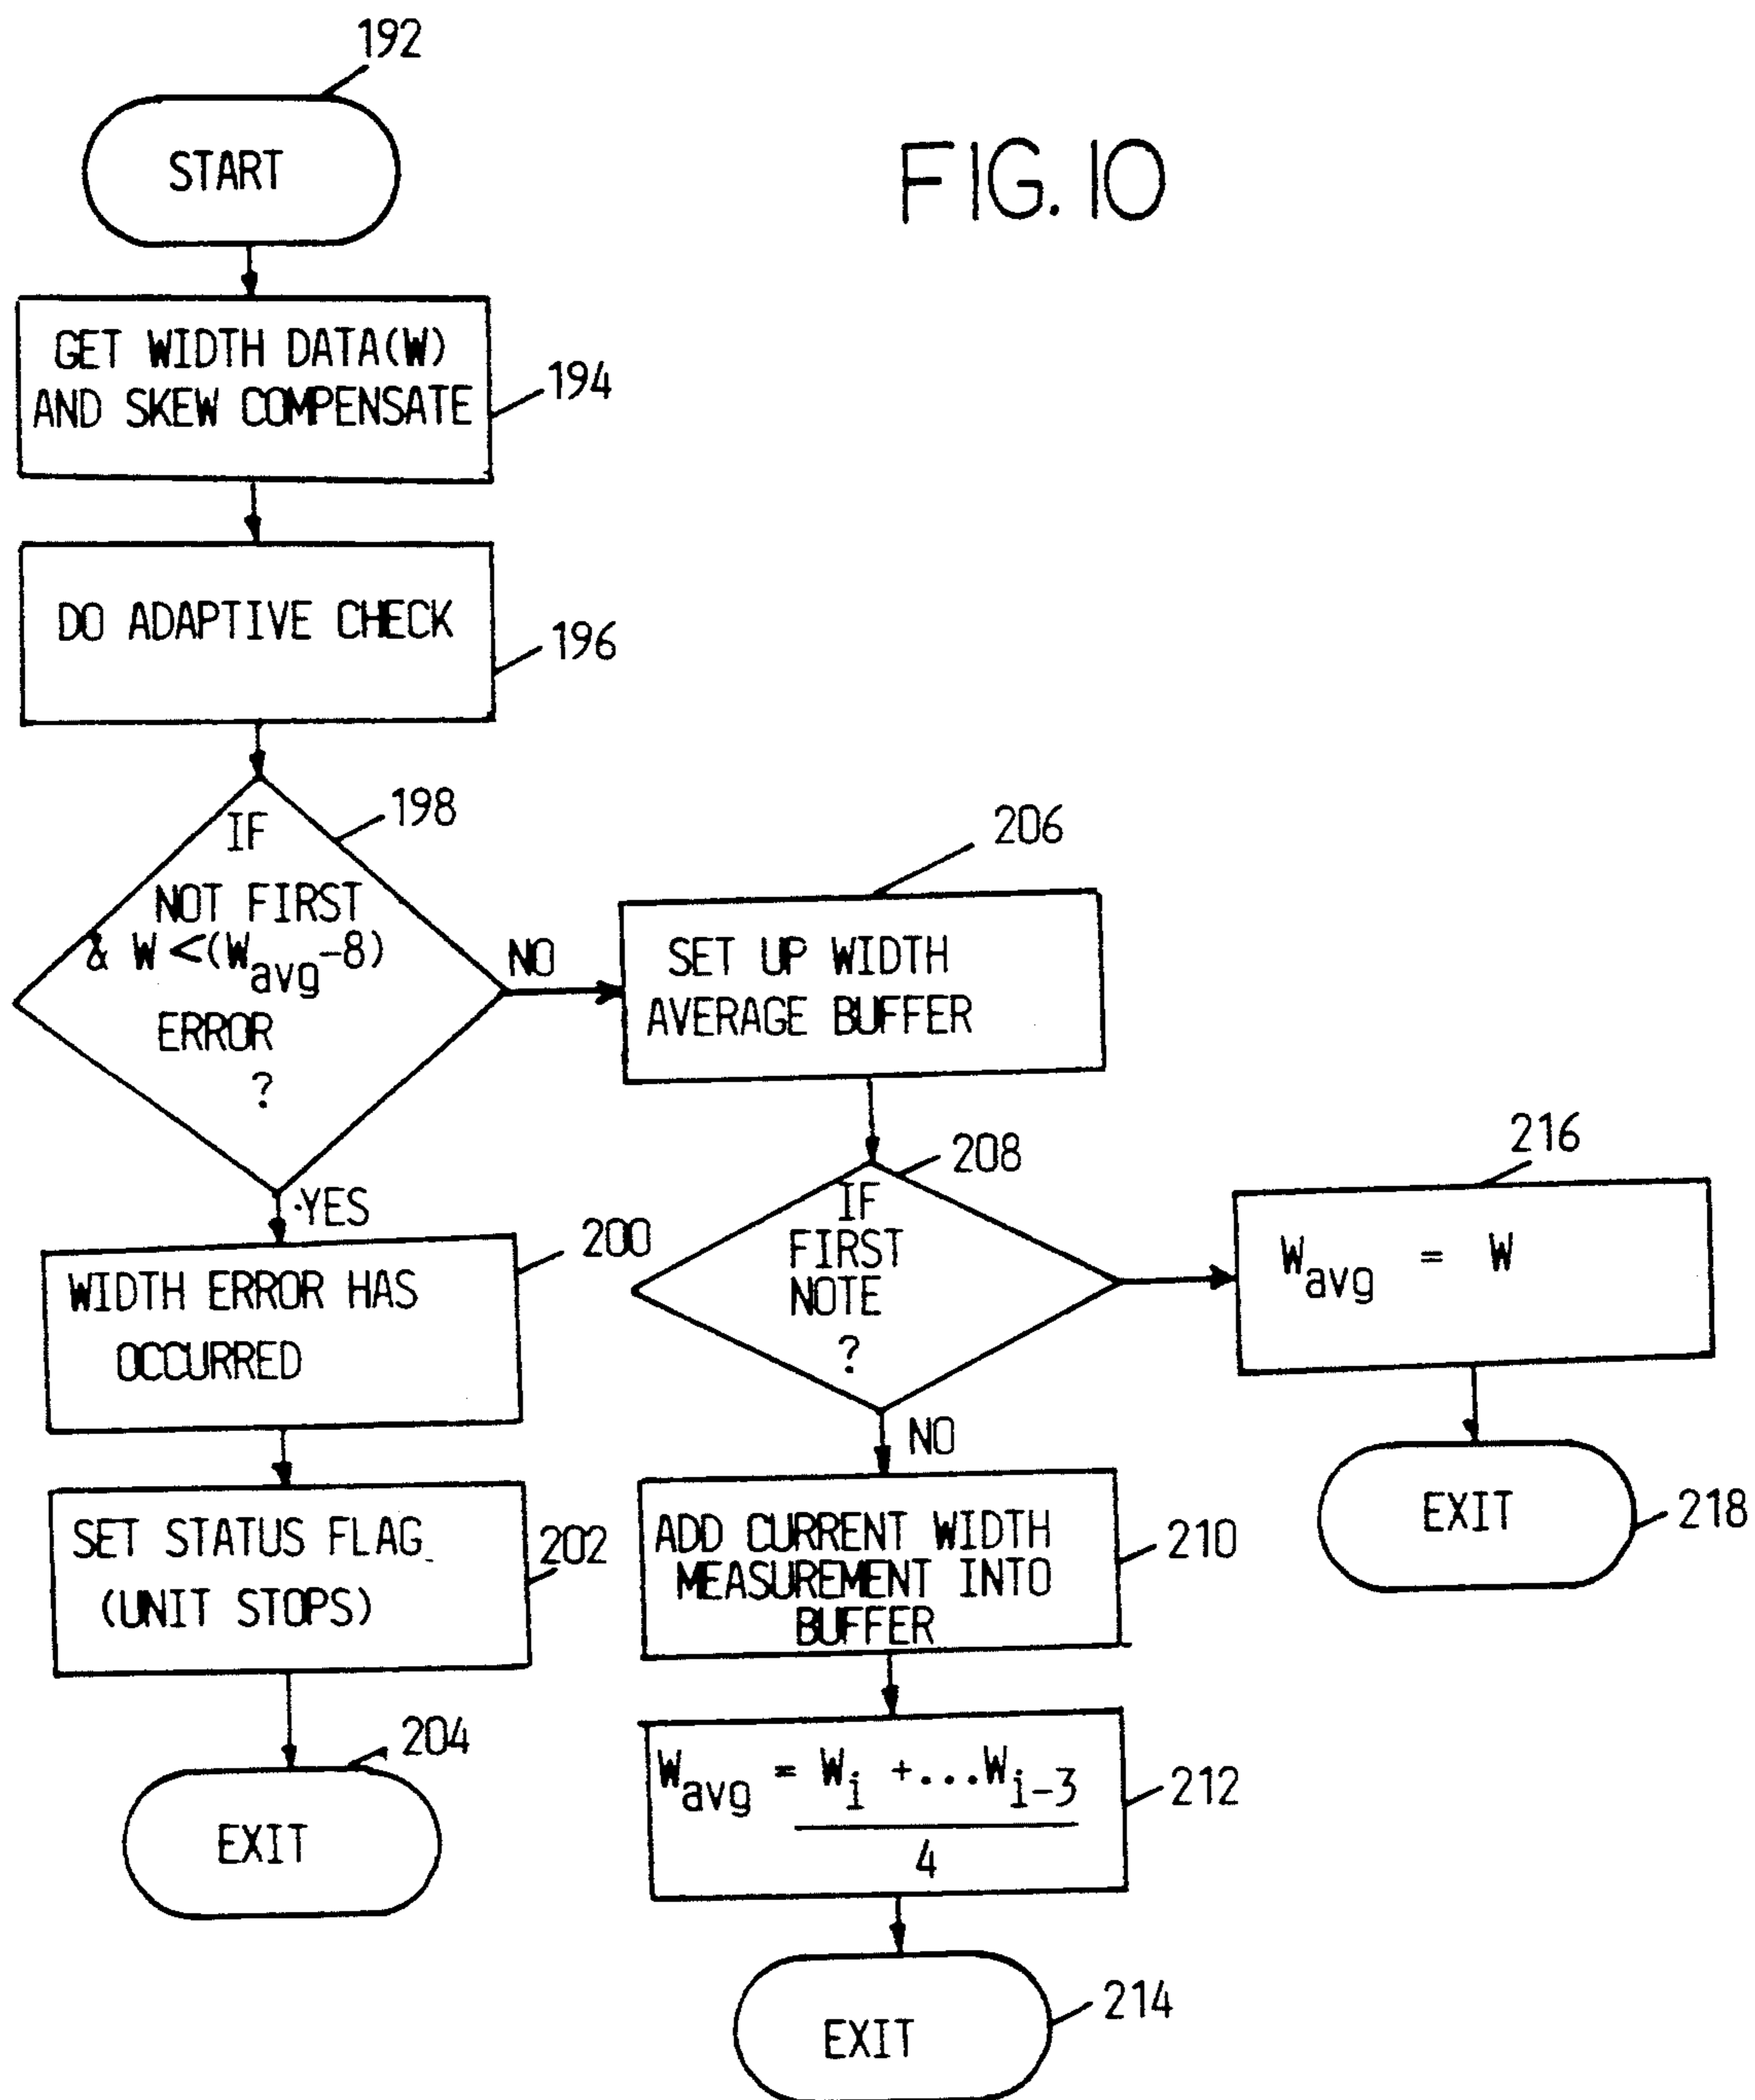 192
START
FIG. 10
GET WIDTH DATA(W)
AND SKEW COMPENSATE
194
DO ADAPTIVE CHECK
196
IF
NOT FIRST
& W <(Wavg-8)
ERROR
?
198
NO
YES
206
SET UP WIDTH
AVERAGE BUFFER
208
IF
FIRST
NOTE
?
216
Wavg = W
EXIT
218
200
WIDTH ERROR HAS
OCCURRED
202
SET STATUS FLAG
(UNIT STOPS)
204
EXIT
NO
ADD CURRENT WIDTH
MEASUREMENT INTO
BUFFER
210
Wavg = Wi +...Wi-3
4
212
EXIT
214